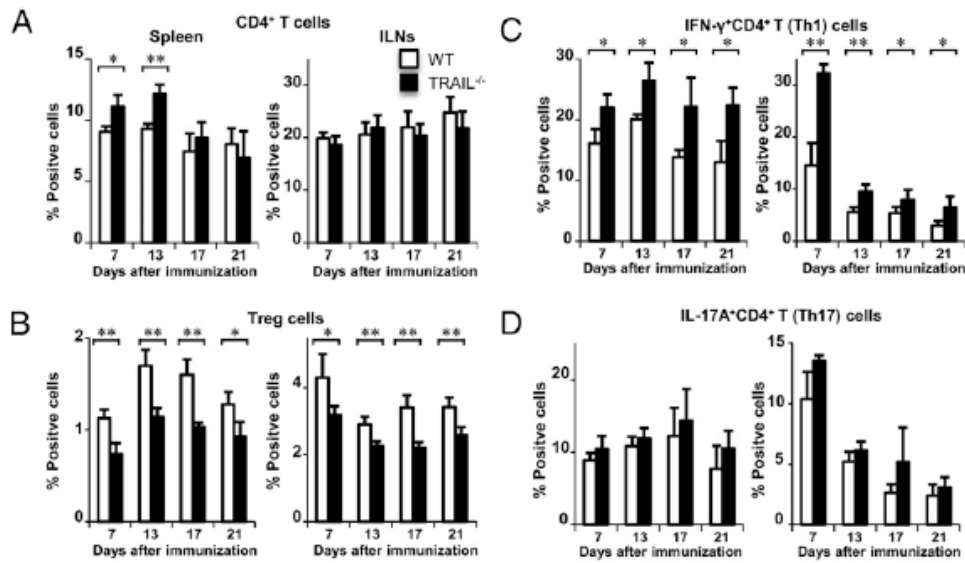 A
CD4⁺ T cells
Spleen
ILNs
WT
TRAIL⁻/⁻
% Positve cells
15
10
5
0
* **
7 13 17 21
Days after immunization
% Positive cells
30
20
10
0
7 13 17 21
Days after immunization
B
Treg cells
% Positve cells
2
1
0
** ** ** *
7 13 17 21
Days after immunization
% Positve cells
4
2
0
* ** ** **
7 13 17 21
Days after immunization
C
IFN-γ⁺CD4⁺ T (Th1) cells
% Positive cells
30
20
10
0
* * * *
7 13 17 21
Days after immunization
% Positive cells
30
20
10
0
** ** * *
7 13 17 21
Days after immunization
D
IL-17A⁺CD4⁺ T (Th17) cells
% Positive cells
20
10
0
7 13 17 21
Days after immunization
% Positive cells
15
10
5
0
7 13 17 21
Days after immunization